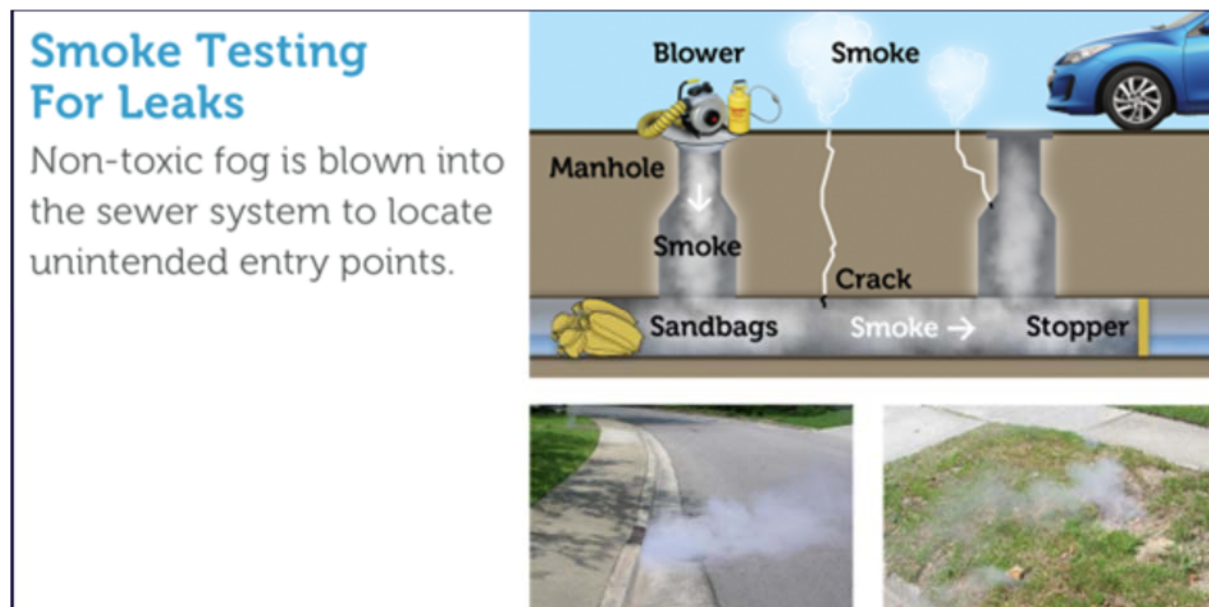 Smoke Testing
For Leaks
Non-toxic fog is blown into
the sewer system to locate
unintended entry points.
Blower
Smoke
Manhole
Smoke
Crack
Sandbags
Smoke
Stopper